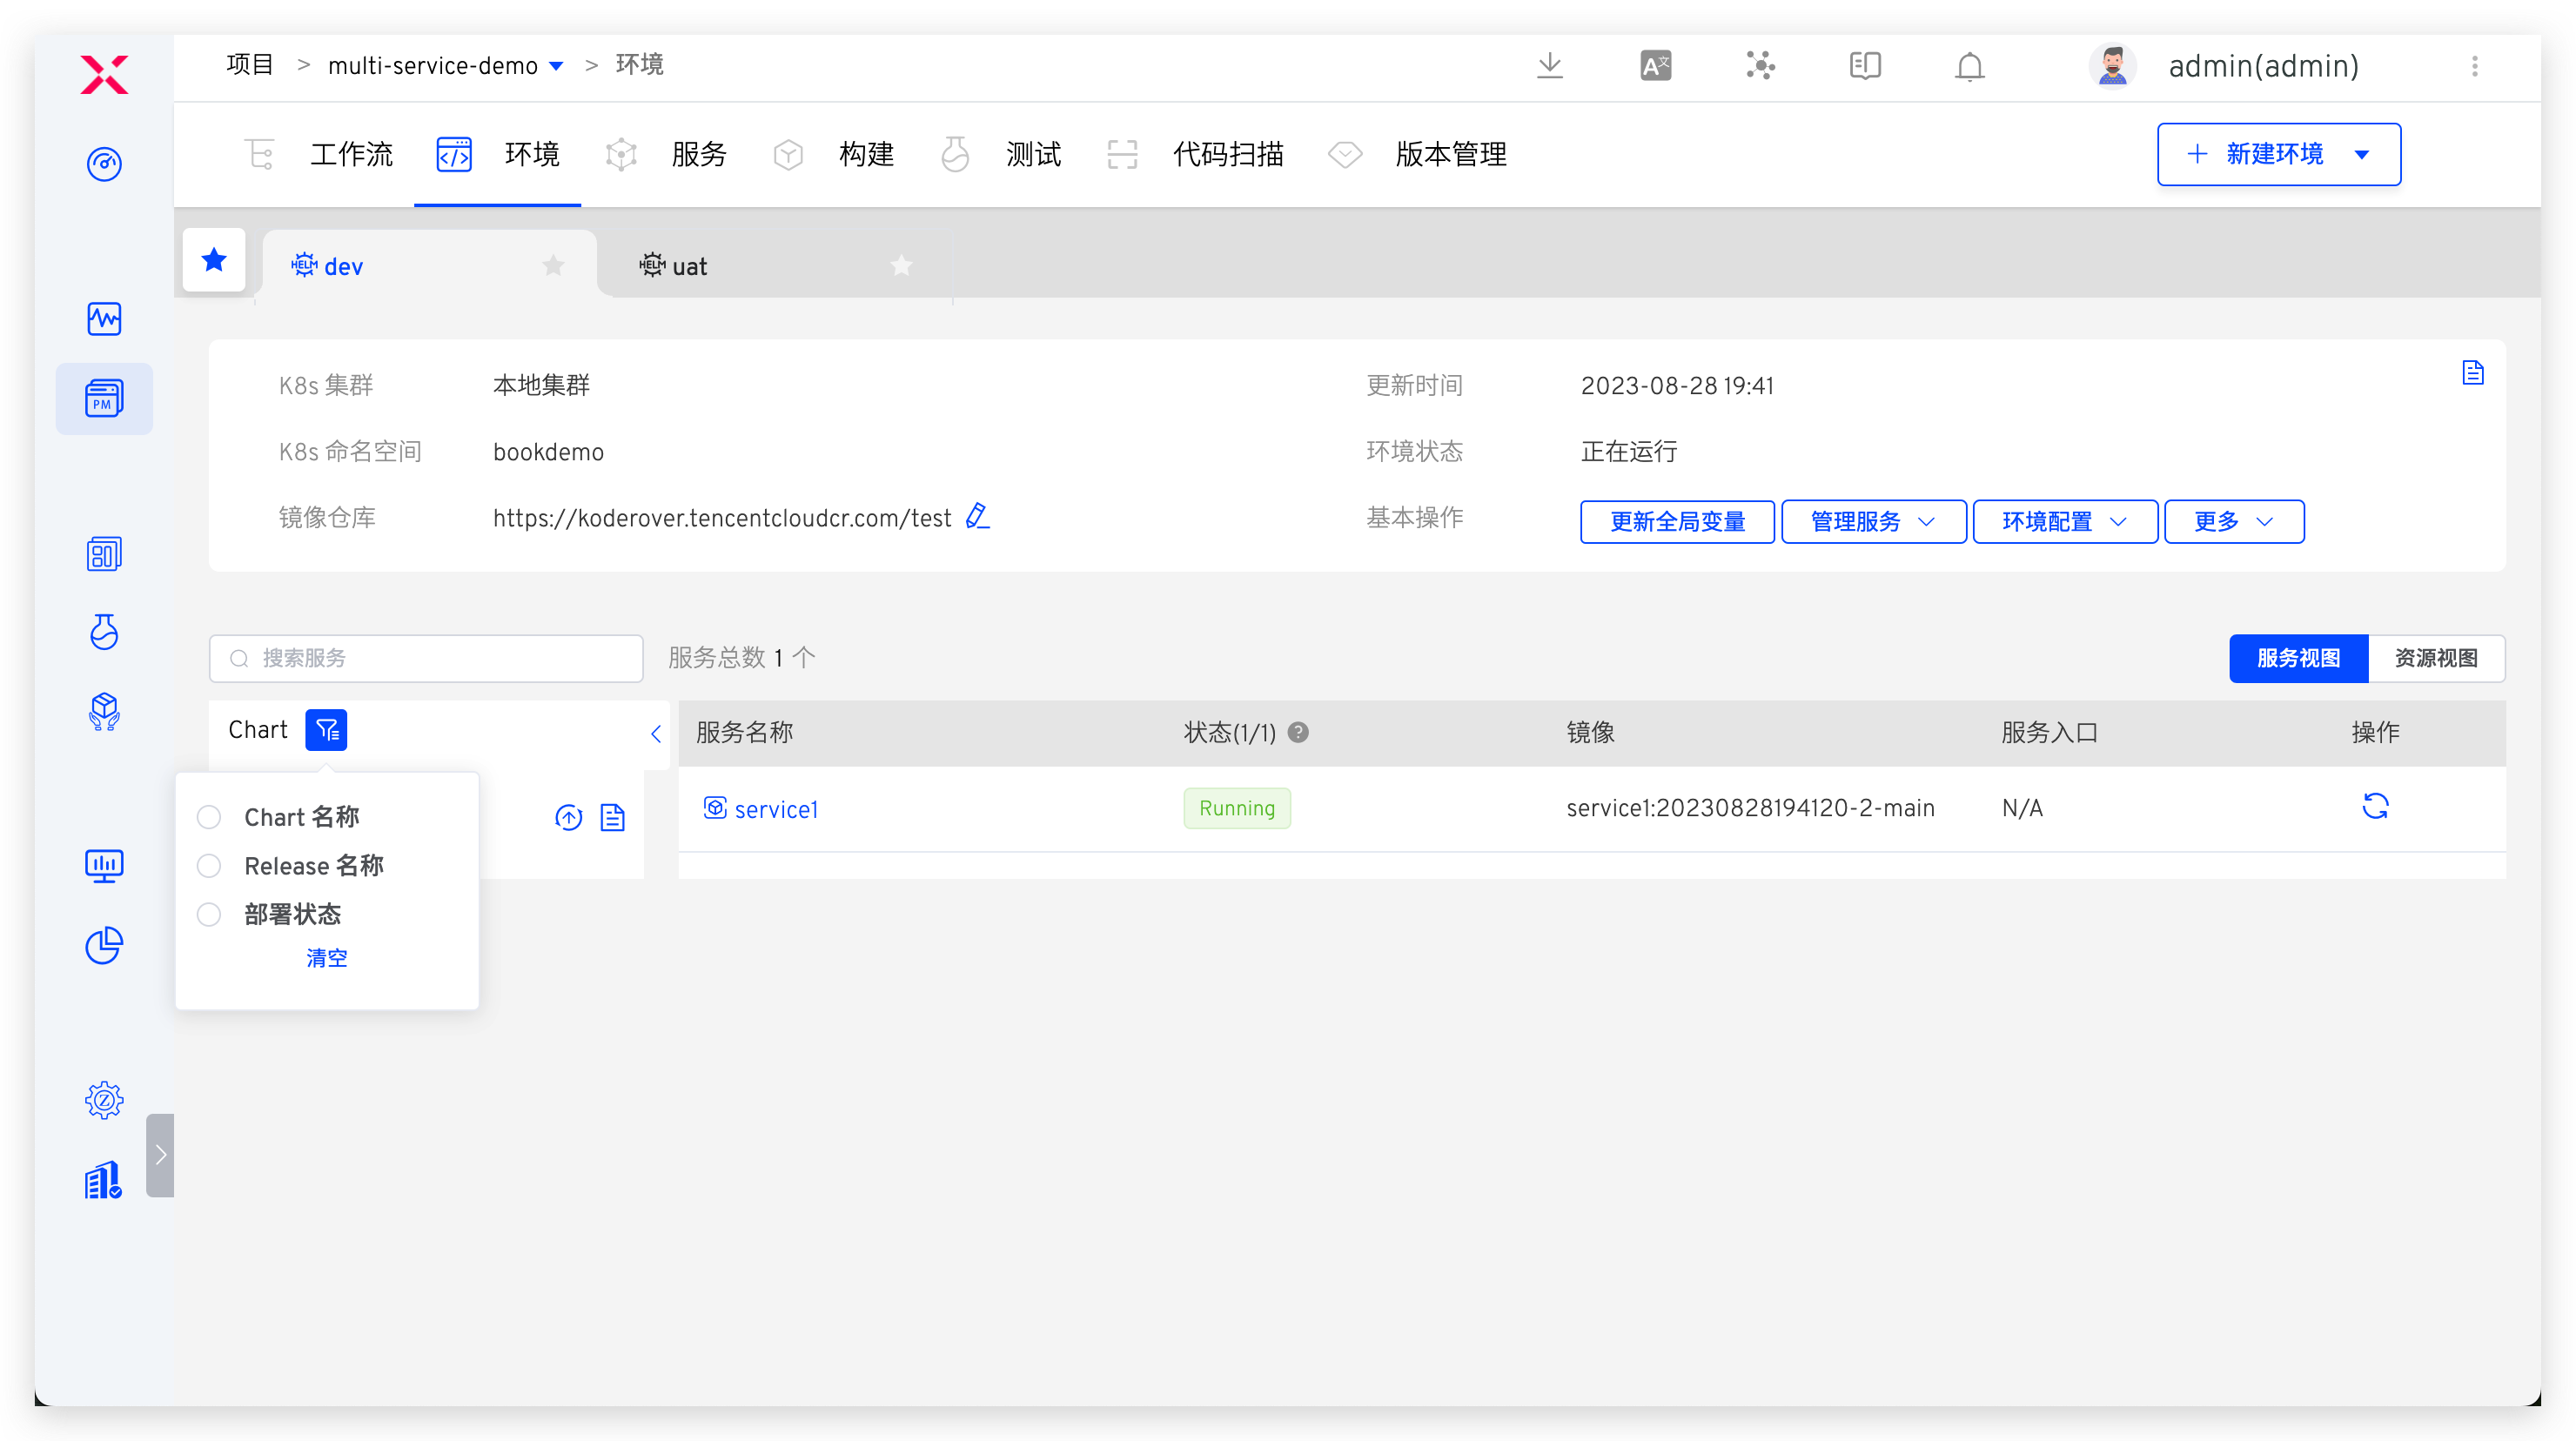 项目 > multi-service-demo > 环境
A文
admin(admin)
工作流 环境 服务 构建 测试 代码扫描 版本管理
+ 新建环境
HELM dev
HELM uat
PM
K8s 集群 本地集群
更新时间 2023-08-28 19:41
K8s 命名空间 bookdemo
环境状态 正在运行
镜像仓库 https://koderover.tencentcloudcr.com/test
基本操作 更新全局变量 管理服务 环境配置 更多
搜索服务 服务总数 1 个
服务视图 资源视图
Chart
服务名称 状态(1/1) ? 镜像 服务入口 操作
service1 Running service1:20230828194120-2-main N/A
Chart 名称
Release 名称
部署状态
清空
Z